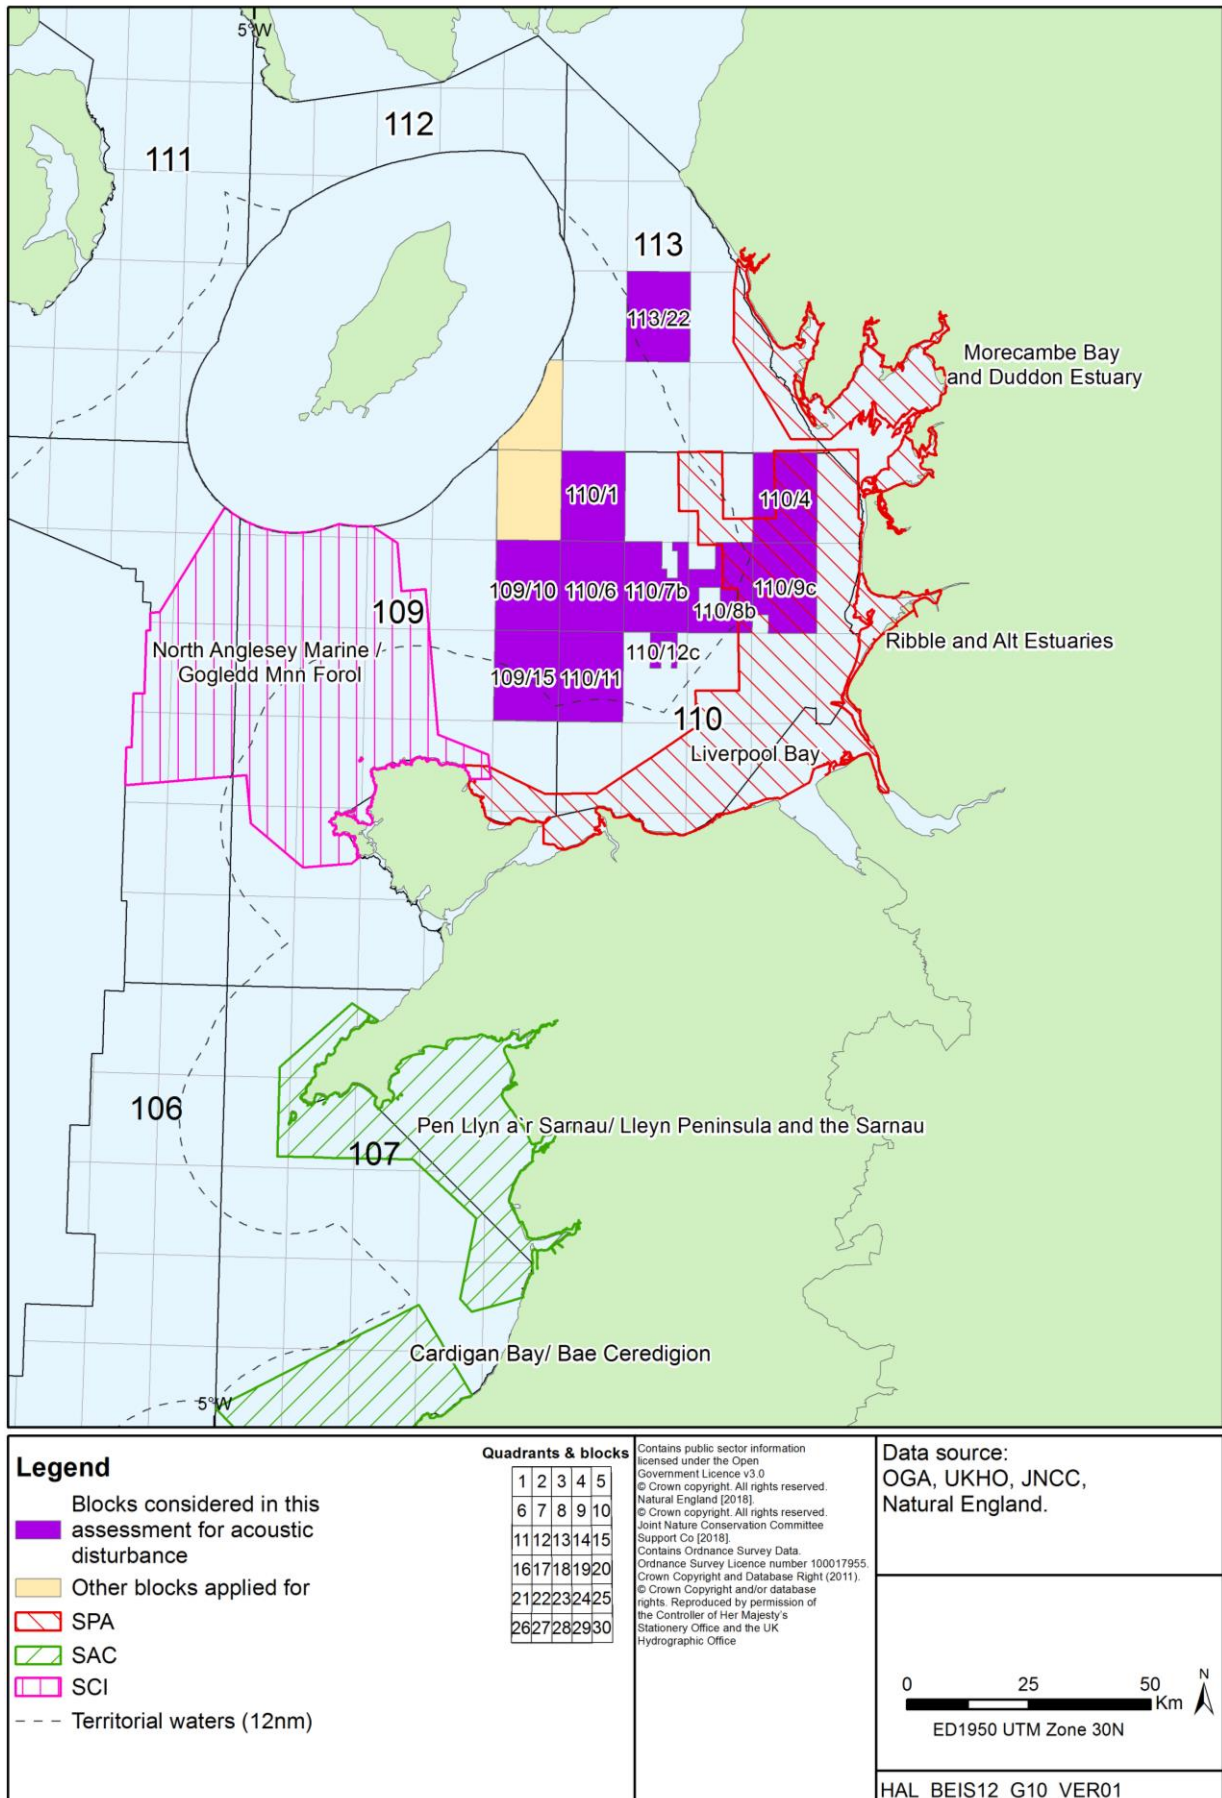 5°W
112
111
113
113/22
Morecambe Bay
and Duddon Estuary
110/1
110/4
109/10
110/6
110/7b
110/8b
110/9c
109
North Anglesey Marine /
Gogledd Mnn Forol
110/12c
Ribble and Alt Estuaries
109/15
110/11
110
Liverpool Bay
106
Pen Llyn a`r Sarnau/ Lleyn Peninsula and the Sarnau
107
Cardigan Bay/ Bae Ceredigion
5°W
Legend
Blocks considered in this
assessment for acoustic
disturbance
Other blocks applied for
SPA
SAC
SCI
Territorial waters (12nm)
Quadrants & blocks
1 2 3 4 5
6 7 8 9 10
11 12 13 14 15
16 17 18 19 20
21 22 23 24 25
26 27 28 29 30
Contains public sector information
licensed under the Open
Government Licence v3.0
© Crown copyright. All rights reserved.
Natural England [2018].
© Crown copyright. All rights reserved.
Joint Nature Conservation Committee
Support Co [2018].
Contains Ordnance Survey Data.
Ordnance Survey Licence number 100017955.
Crown Copyright and Database Right (2011).
© Crown Copyright and/or database
rights. Reproduced by permission of
the Controller of Her Majesty's
Stationery Office and the UK
Hydrographic Office
Data source:
OGA, UKHO, JNCC,
Natural England.
0 25 50
Km
N
ED1950 UTM Zone 30N
HAL_BEIS12_G10_VER01